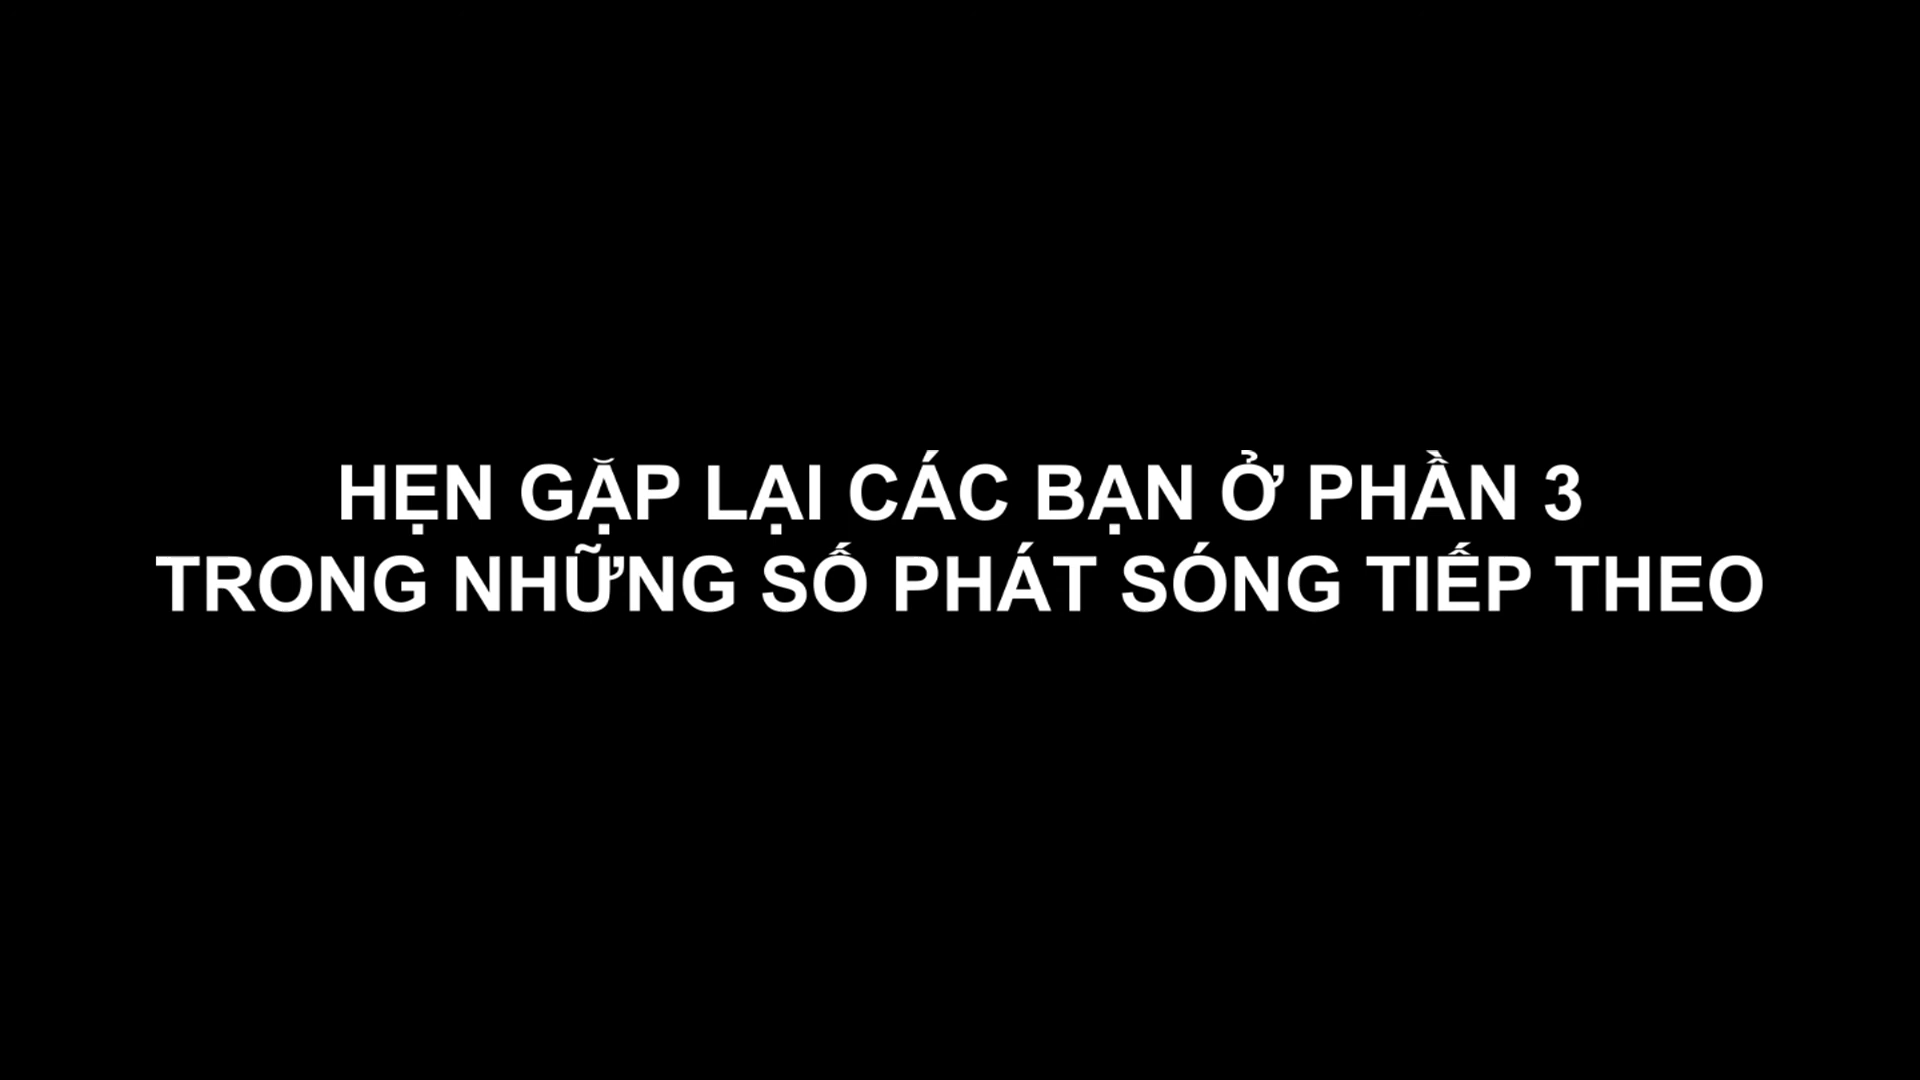 HẸN GẶP LẠI CÁC BẠN Ở PHẦN 3
TRONG NHỮNG SỐ PHÁT SÓNG TIẾP THEO